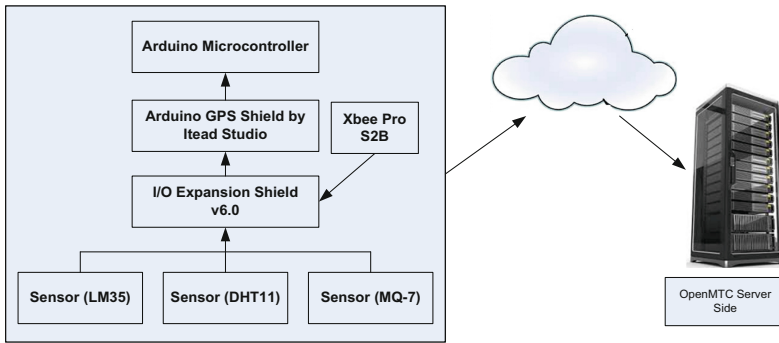 Arduino Microcontroller
Arduino GPS Shield by
Itead Studio
Xbee Pro
S2B
I/O Expansion Shield
v6.0
Sensor (LM35)
Sensor (DHT11)
Sensor (MQ-7)
OpenMTC Server
Side